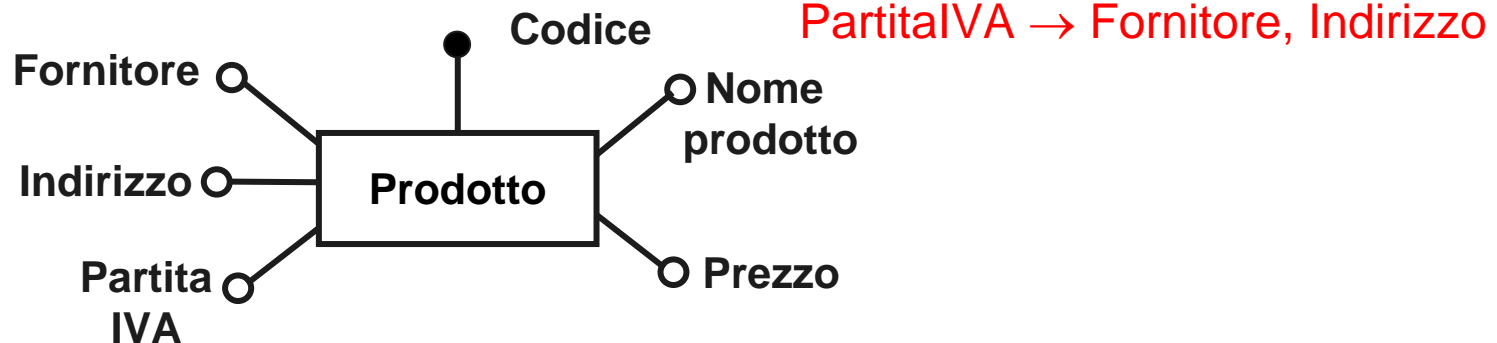 Codice
PartitaIVA → Fornitore, Indirizzo
Fornitore
Nome
prodotto
Indirizzo
Prodotto
Partita
IVA
Prezzo